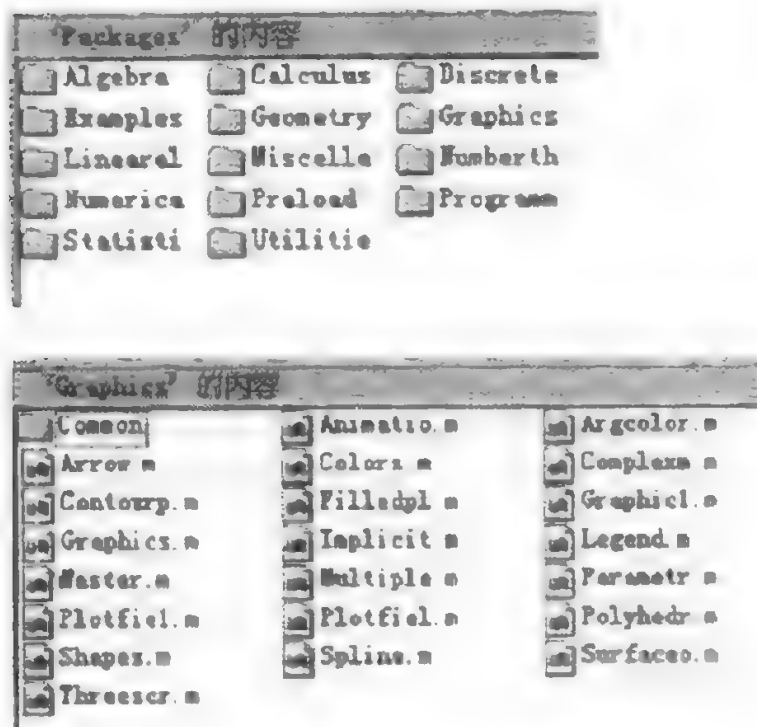 "Packages" 的内容
Algebra Calculus Discrete
Examples Geometry Graphics
Linearal Miscelle Numberth
Numerica Preload Programm
Statisti Utilitie
"Graphics" 的内容
Common Animatio.m Argcolor.m
Arrow.m Colors.m Complexm.m
Contourp.m Filledpl.m Graphicl.m
Graphics.m Implicit.m Legend.m
Master.m Multiple.m Parametr.m
Plotfiel.m Plotfiel.m Polyhedr.m
Shapes.m Spline.m Surfaceo.m
Threescr.m